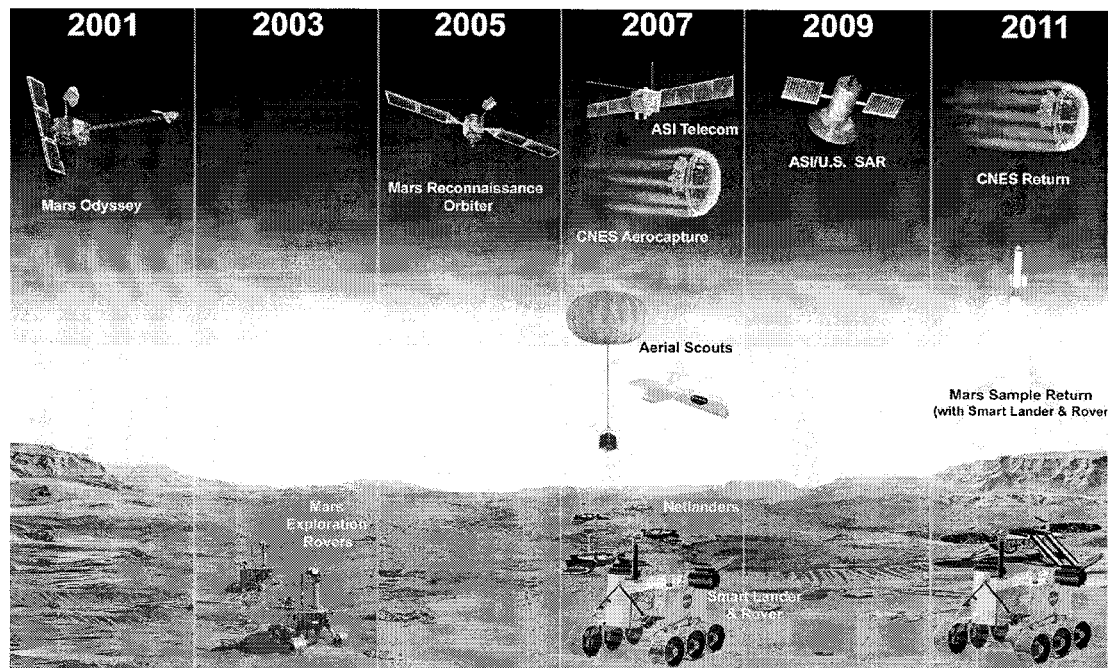 2001
2003
2005
2007
2009
2011
Mars Odyssey
Mars Reconnaissance
Orbiter
ASI Telecom
CNES Aerocapture
ASI/U.S. SAR
CNES Return
Aerial Scouts
Mars Sample Return
(with Smart Lander & Rover
Mars
Exploration
Rovers
Netlanders
Smart Lander
& Rover